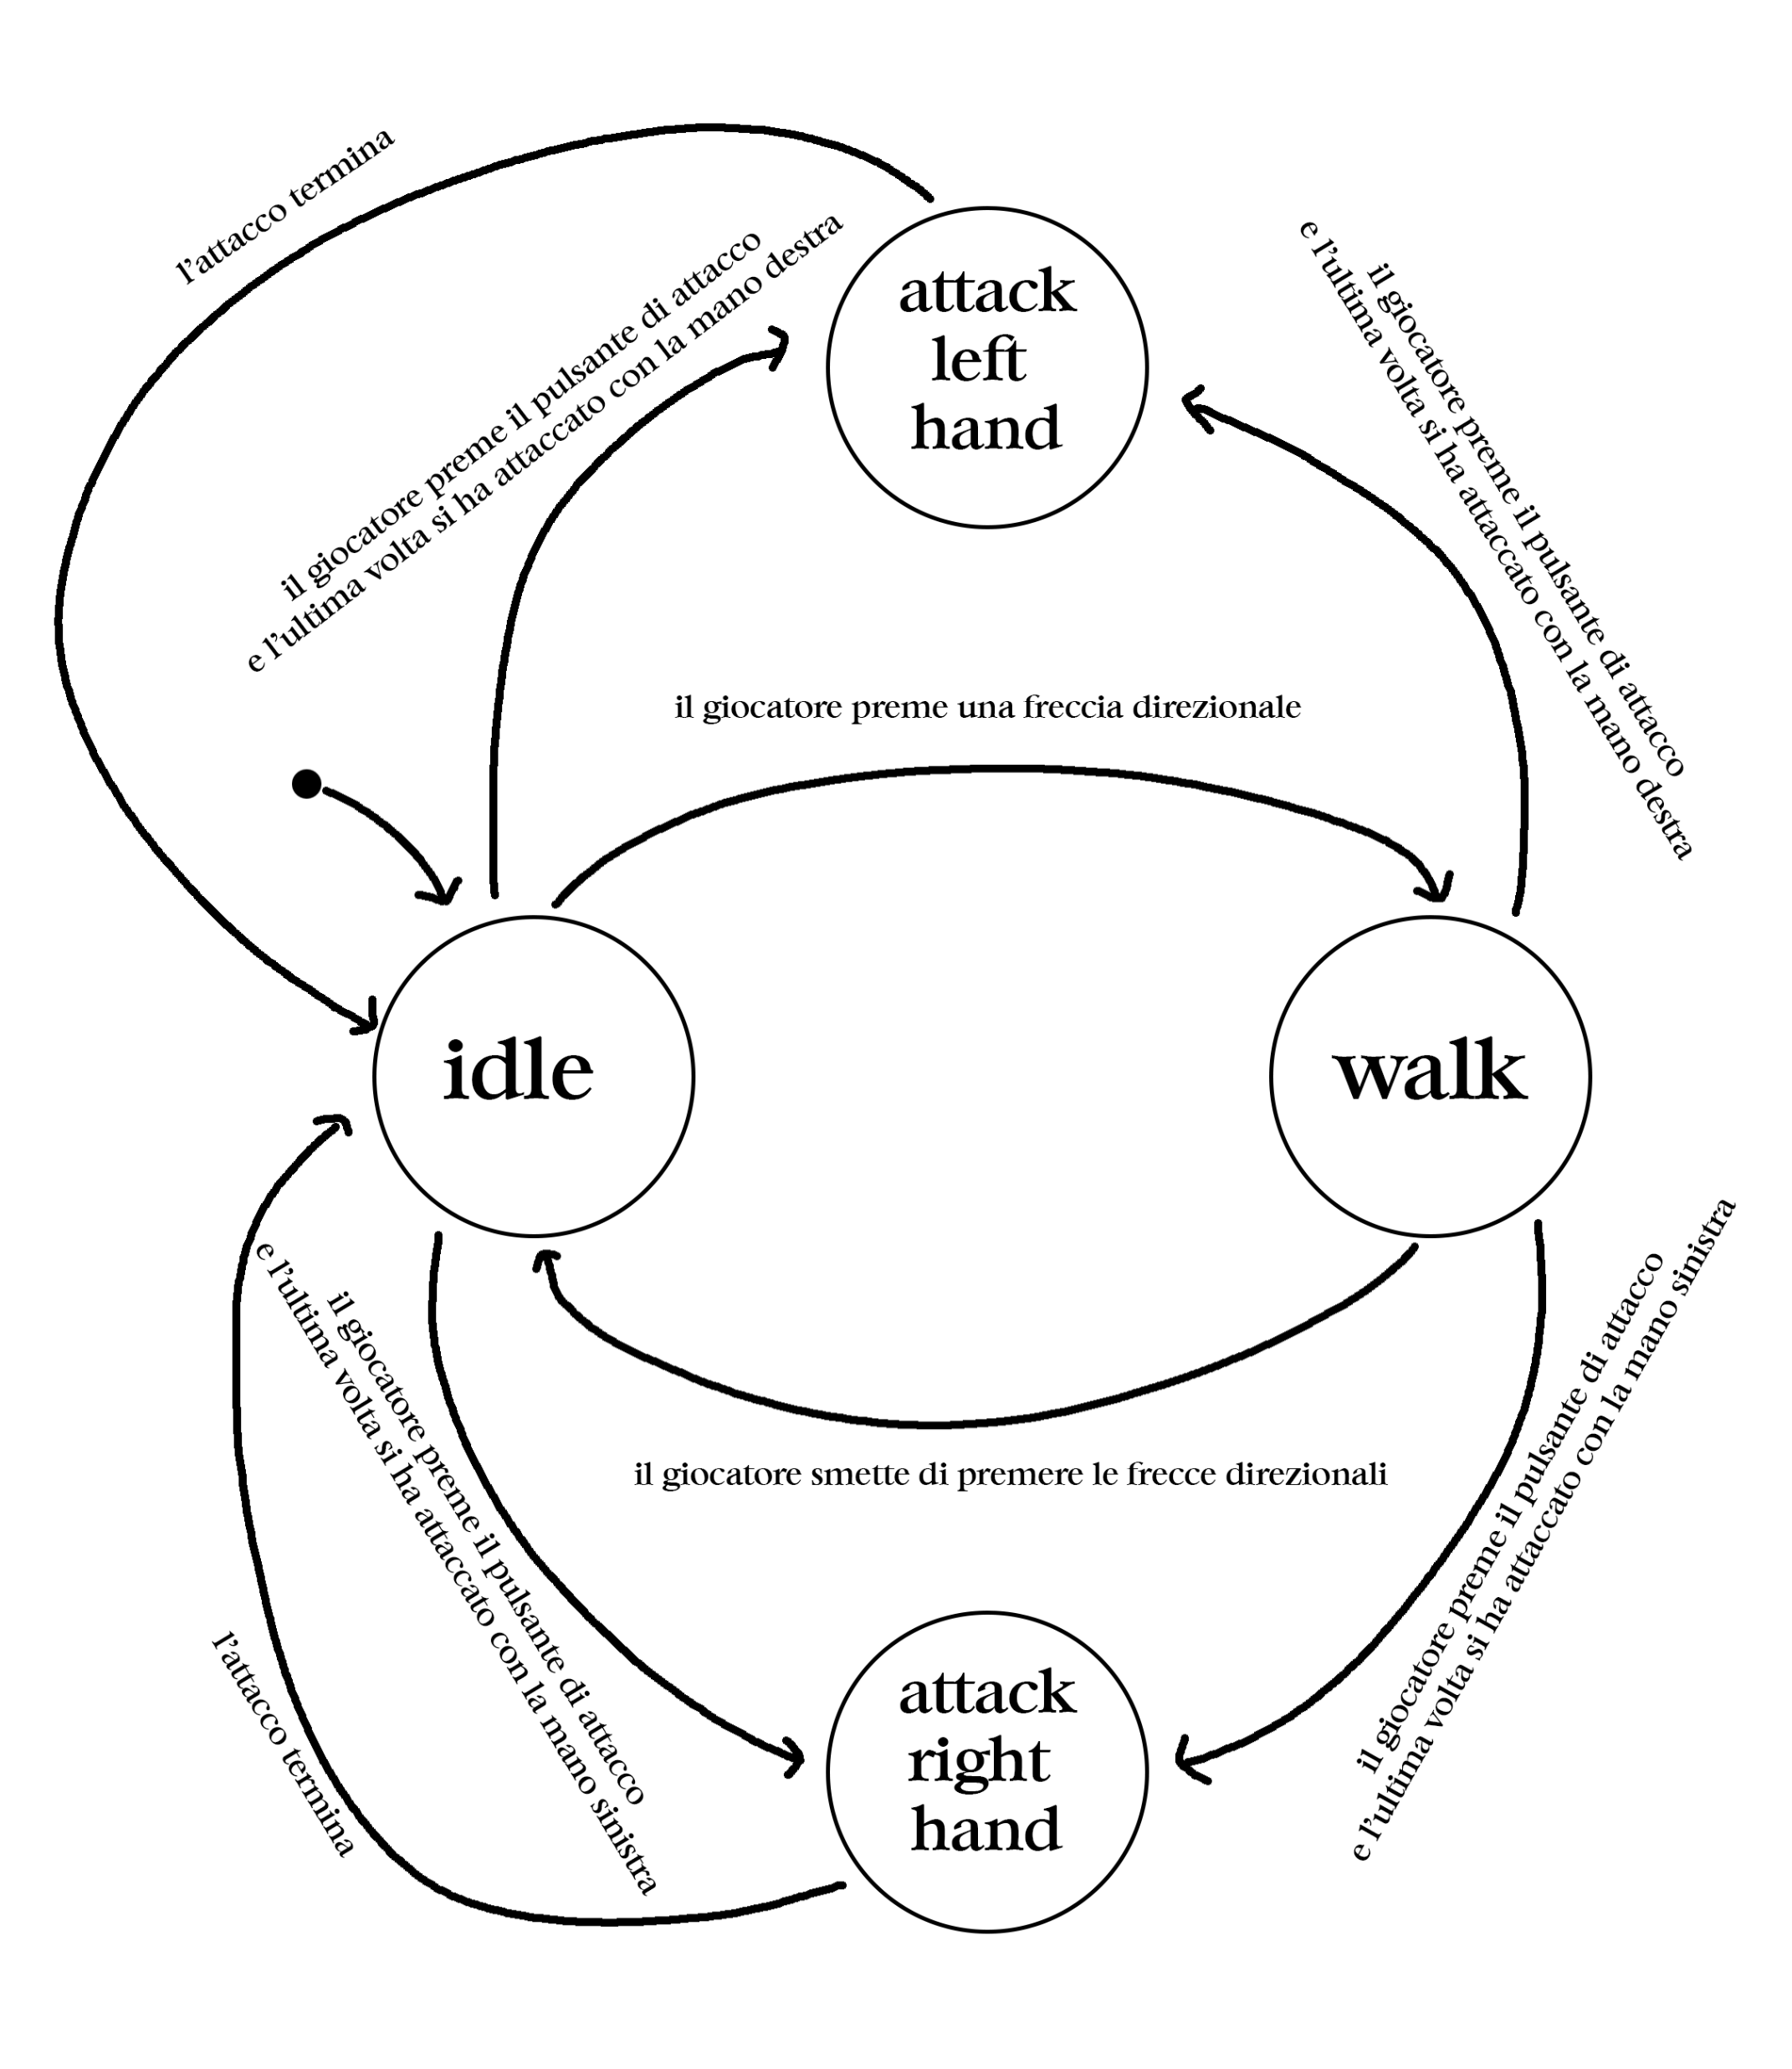 l'attacco termina
il giocatore preme il pulsante di attacco
e l'ultima volta si ha attaccato con la mano destra
attack
left
hand
il giocatore preme il pulsante di attacco
e l'ultima volta si ha attaccato con la mano destra
il giocatore preme una freccia direzionale
idle
walk
il giocatore preme il pulsante di attacco
e l'ultima volta si ha attaccato con la mano sinistra
il giocatore smette di premere le frecce direzionali
il giocatore preme il pulsante di attacco
e l'ultima volta si ha attaccato con la mano sinistra
l'attacco termina
attack
right
hand